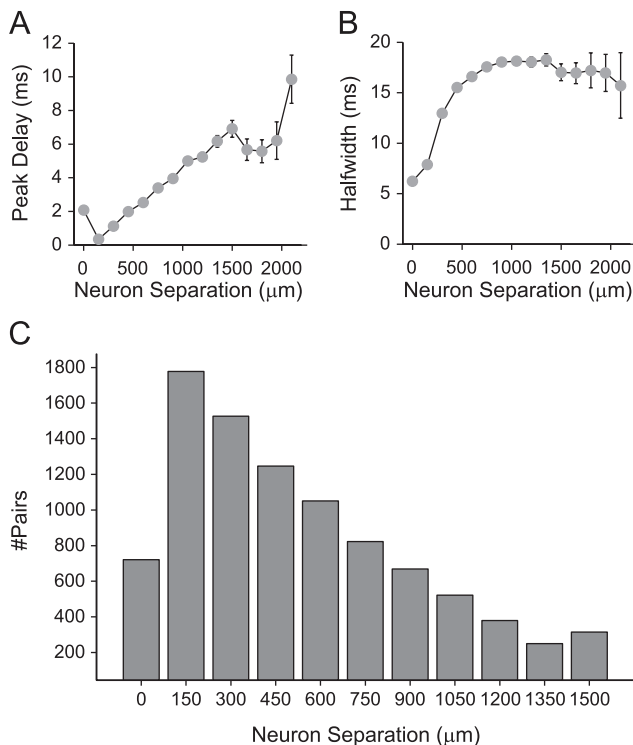 A
Peak Delay (ms)
12
10
8
6
4
2
0
0 500 1000 1500 2000
Neuron Separation (μm)
B
Halfwidth (ms)
20
15
10
5
0
0 500 1000 1500 2000
Neuron Separation (μm)
C
#Pairs
1800
1600
1400
1200
1000
800
600
400
200
0 150 300 450 600 750 900 1050 1200 1350 1500
Neuron Separation (μm)